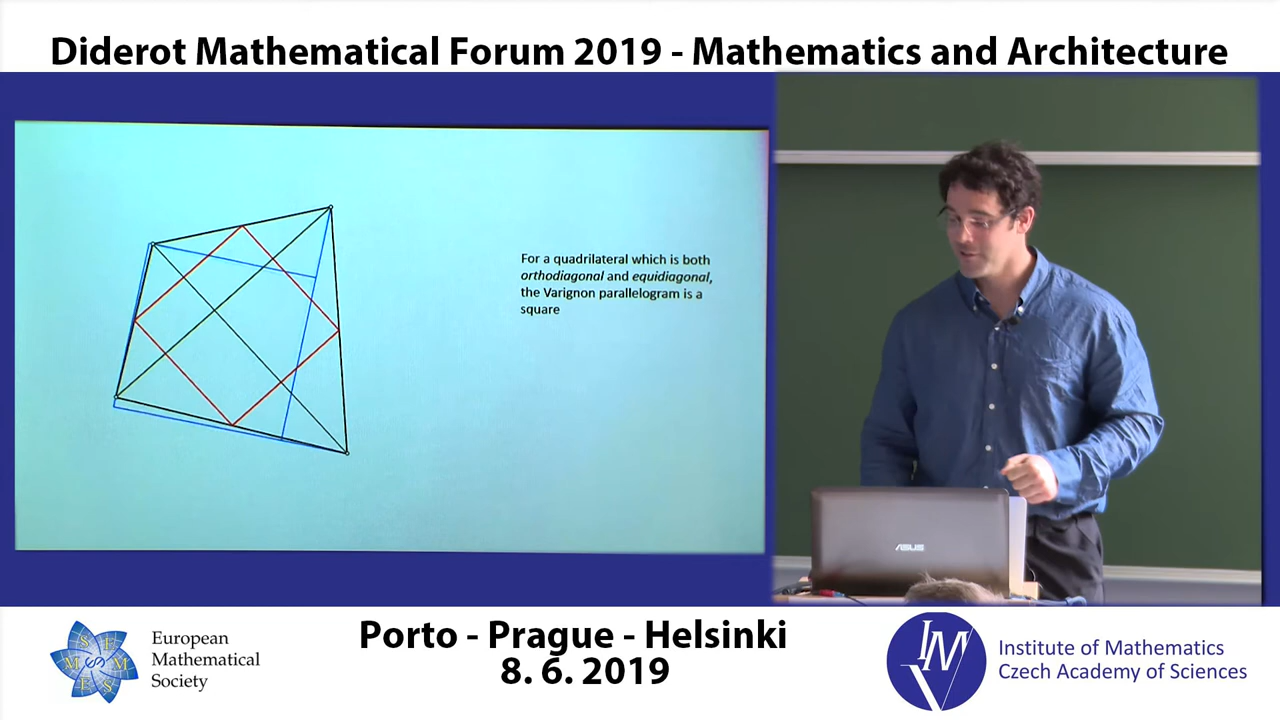 Diderot Mathematical Forum 2019 - Mathematics and Architecture
For a quadrilateral which is both
orthodiagonal and equidiagonal,
the Varignon parallelogram is a
square
ASUS
European
Mathematical
Society
Porto - Prague - Helsinki
8. 6. 2019
IM
Institute of Mathematics
Czech Academy of Sciences